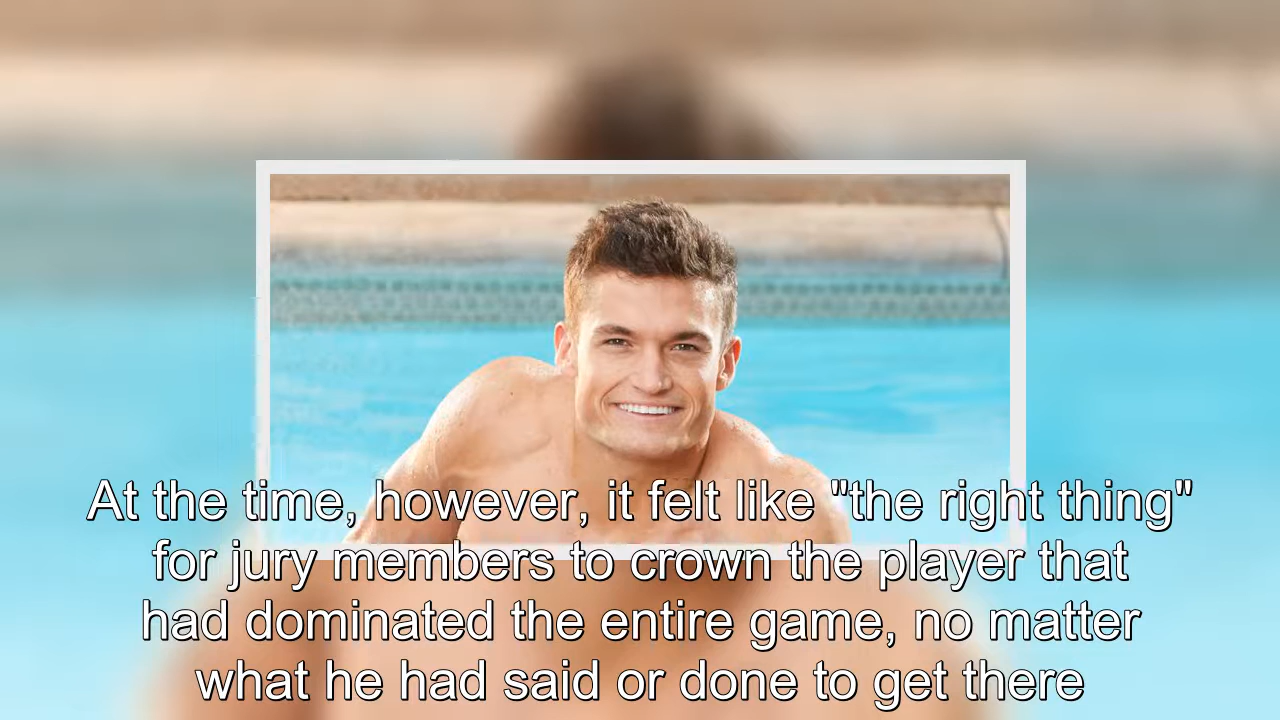 At the time, however, it felt like "the right thing"
for jury members to crown the player that
had dominated the entire game, no matter
what he had said or done to get there